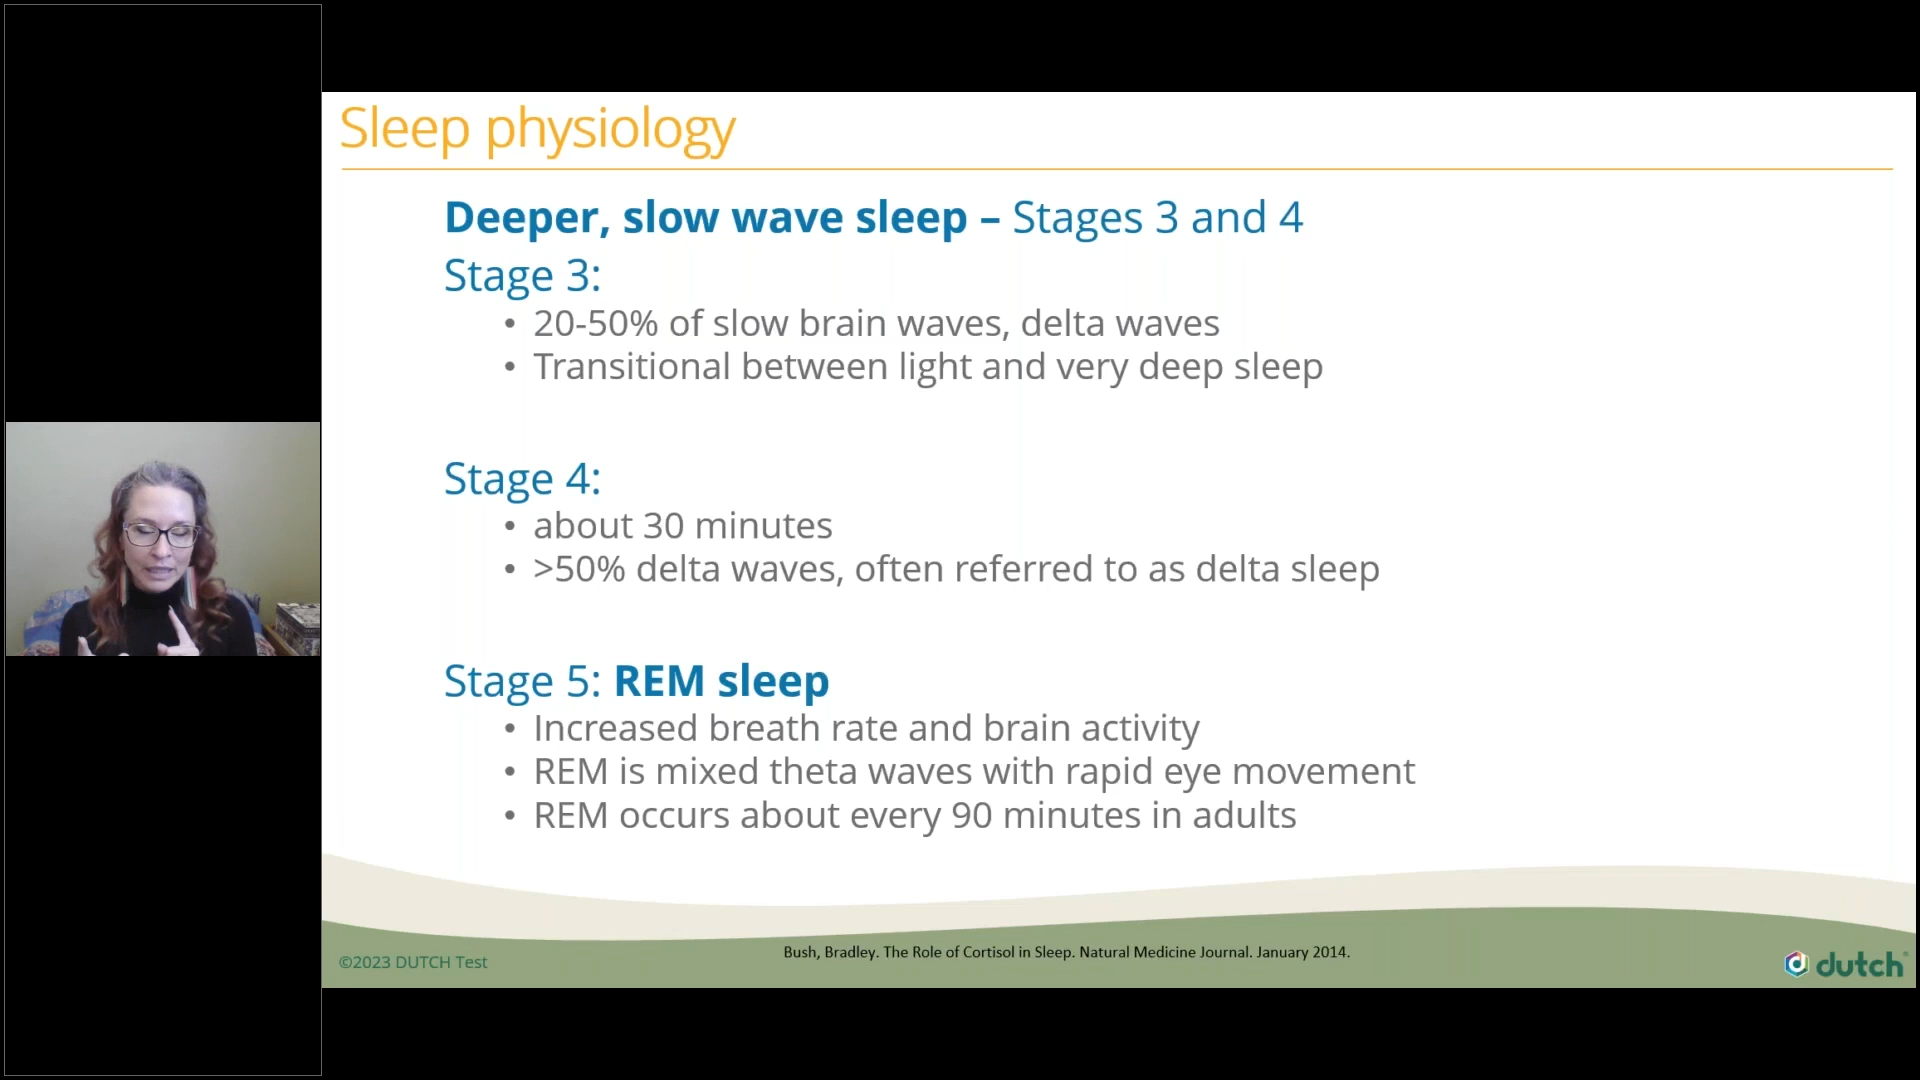 Sleep physiology
Deeper, slow wave sleep – Stages 3 and 4
Stage 3:
• 20-50% of slow brain waves, delta waves
• Transitional between light and very deep sleep
Stage 4:
• about 30 minutes
• >50% delta waves, often referred to as delta sleep
Stage 5: REM sleep
• Increased breath rate and brain activity
• REM is mixed theta waves with rapid eye movement
• REM occurs about every 90 minutes in adults
©2023 DUTCH Test
Bush, Bradley. The Role of Cortisol in Sleep. Natural Medicine Journal. January 2014.
dutch